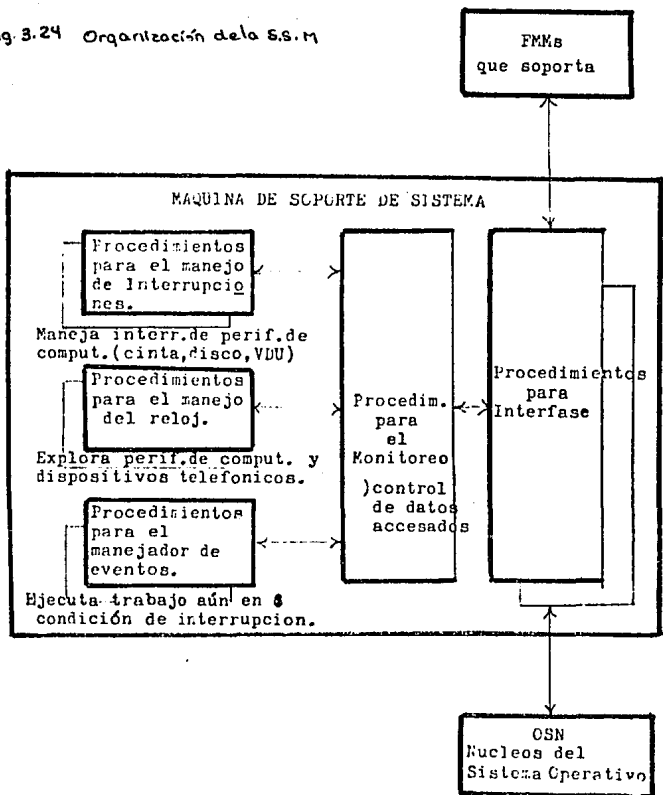 g. 3.24 Organización dela S.S.M
FMMs
que soporta
MAQUINA DE SOPORTE DE SISTEMA
Procedimientos
para el manejo
de Interrupcio
nes.
Maneja interr.de perif.de
comput.(cinta,disco,VDU)
Procedimientos
para el manejo
del reloj.
Explora perif.de comput. y
dispositivos telefonicos.
Procedimientos
para el
manejador de
eventos.
Ejecuta trabajo aún en
condición de interrupcion.
Procedim.
para
el
Monitoreo
)control
de datos
accesados
Procedimientos
para
Interfase
OSN
Nucleos del
Sistema Operativo